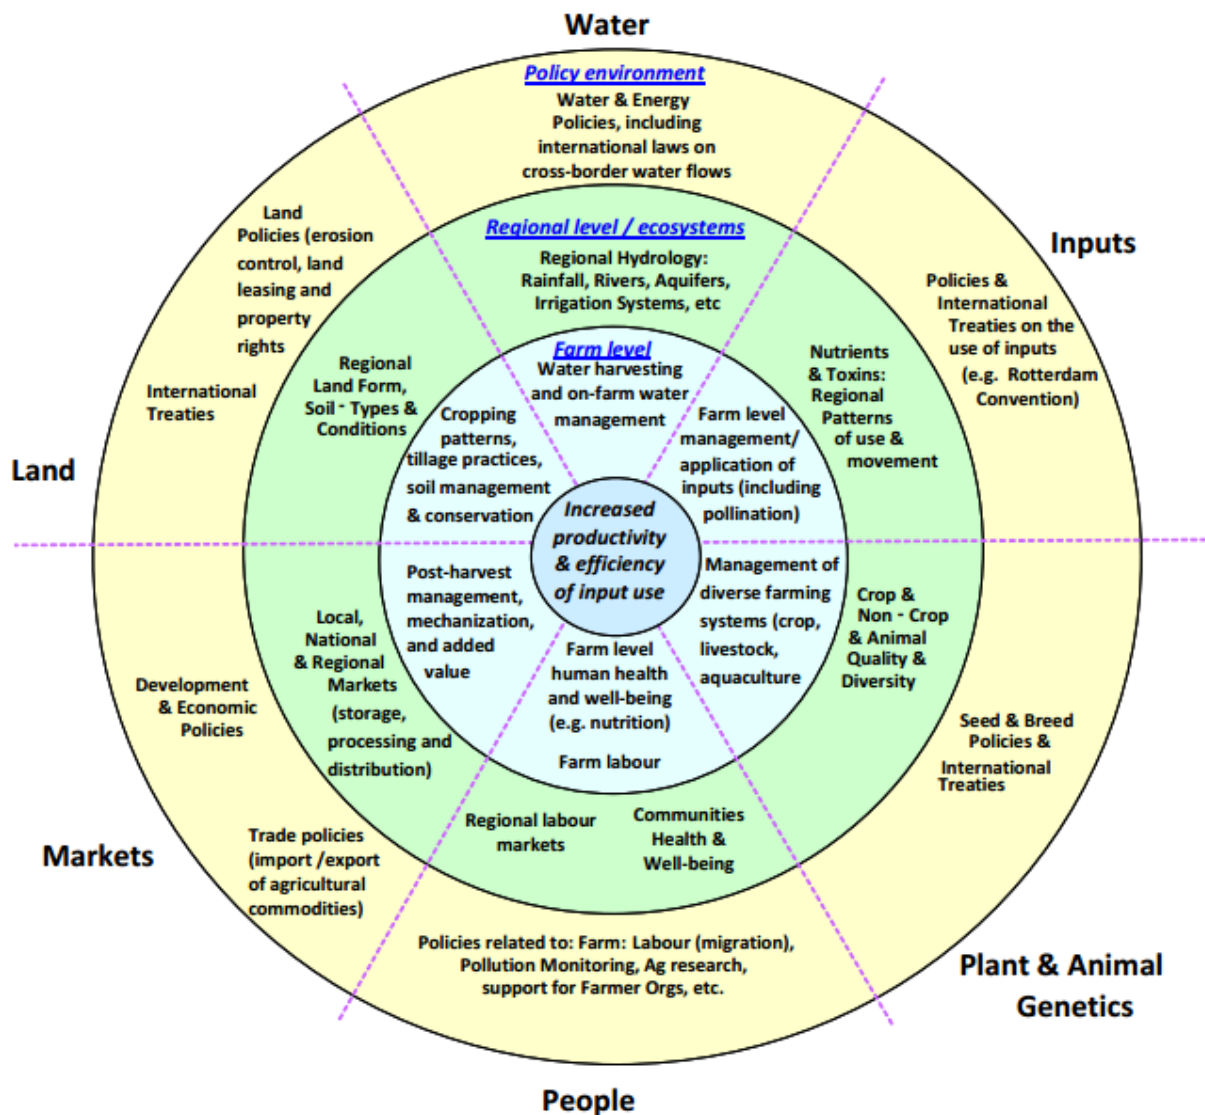 Water
Policy environment
Water & Energy
Policies, including
international laws on
cross-border water flows
Regional level / ecosystems
Regional Hydrology:
Rainfall, Rivers, Aquifers,
Irrigation Systems, etc
Farm level
Water harvesting
and on-farm water
management
Inputs
Policies &
International
Treaties on the
use of inputs
(e.g. Rotterdam
Convention)
Nutrients
& Toxins:
Regional
Patterns
of use &
movement
Farm level
management/
application of
inputs (including
pollination)
Land
Policies (erosion
control, land
leasing and
property
rights
International
Treaties
Regional
Land Form,
Soil - Types &
Conditions
Cropping
patterns,
tillage practices,
soil management
& conservation
Land
Increased
productivity
& efficiency
of input use
Management of
diverse farming
systems (crop,
livestock,
aquaculture
Crop &
Non - Crop
& Animal
Quality &
Diversity
Seed & Breed
Policies &
International
Treaties
Plant & Animal
Genetics
Post-harvest
management,
mechanization,
and added
value
Local,
National
& Regional
Markets
(storage,
processing and
distribution)
Development
& Economic
Policies
Trade policies
(import /export
of agricultural
commodities)
Markets
Farm level
human health
and well-being
(e.g. nutrition)
Farm labour
Regional labour
markets
Communities
Health &
Well-being
Policies related to: Farm: Labour (migration),
Pollution Monitoring, Ag research,
support for Farmer Orgs, etc.
People